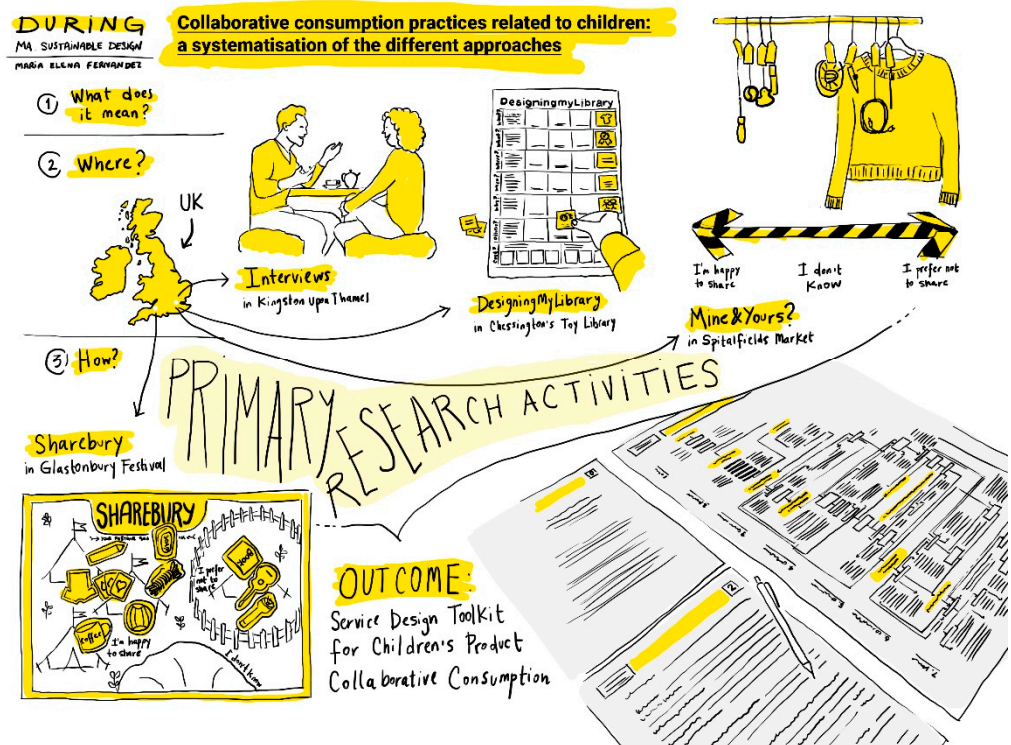 DURING
MA. SUSTAINABLE DESIGN
MARIA ELENA FERNANDEZ
Collaborative consumption practices related to children:
a systematisation of the different approaches
1 What does
it mean?
2 Where?
UK
3 How?
Interviews
in Kingston Upon Thames
DesigningmyLibrary
DesigningMyLibrary
in Chessington's Toy Library
I'm happy
to share
I don't
Know
I prefer not
to share
Mine&Yours?
in Spitalfields Market
PRIMARY
RESEARCH ACTIVITIES
Sharebury
in Glastonbury Festival
SHAREBURY
I prefer
not to
share
coffee
I'm happy
to share
I don't know
OUTCOME:
Service Design Toolkit
for Children's Product
Collaborative Consumption
2